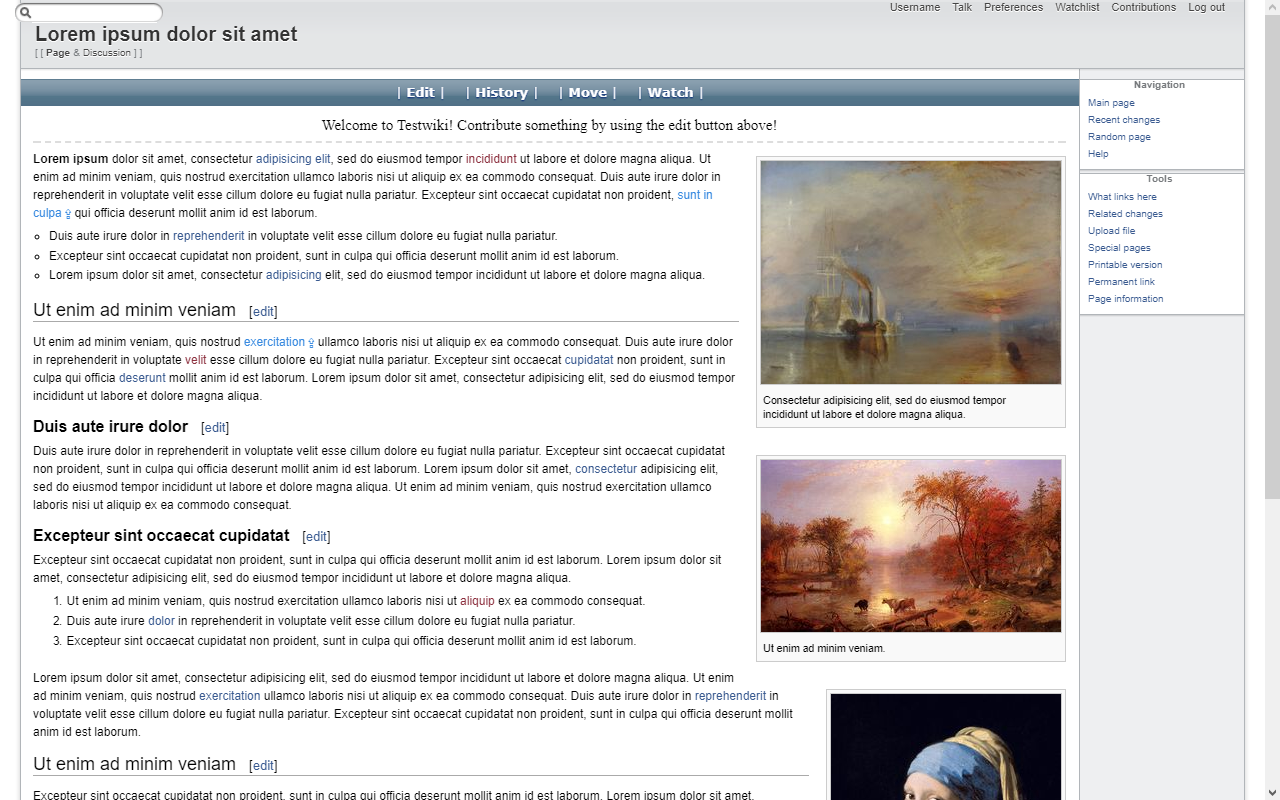 Username Talk Preferences Watchlist Contributions Log out
Lorem ipsum dolor sit amet
[ [ Page & Discussion ] ]
| Edit | | History | | Move | | Watch |
Welcome to Testwiki! Contribute something by using the edit button above!
Lorem ipsum dolor sit amet, consectetur adipisicing elit, sed do eiusmod tempor incididunt ut labore et dolore magna aliqua. Ut
enim ad minim veniam, quis nostrud exercitation ullamco laboris nisi ut aliquip ex ea commodo consequat. Duis aute irure dolor in
reprehenderit in voluptate velit esse cillum dolore eu fugiat nulla pariatur. Excepteur sint occaecat cupidatat non proident, sunt in
culpa qui officia deserunt mollit anim id est laborum.
Duis aute irure dolor in reprehenderit in voluptate velit esse cillum dolore eu fugiat nulla pariatur.
Excepteur sint occaecat cupidatat non proident, sunt in culpa qui officia deserunt mollit anim id est laborum.
Lorem ipsum dolor sit amet, consectetur adipisicing elit, sed do eiusmod tempor incididunt ut labore et dolore magna aliqua.
Ut enim ad minim veniam [edit]
Ut enim ad minim veniam, quis nostrud exercitation ullamco laboris nisi ut aliquip ex ea commodo consequat. Duis aute irure dolor
in reprehenderit in voluptate velit esse cillum dolore eu fugiat nulla pariatur. Excepteur sint occaecat cupidatat non proident, sunt in
culpa qui officia deserunt mollit anim id est laborum. Lorem ipsum dolor sit amet, consectetur adipisicing elit, sed do eiusmod tempor
incididunt ut labore et dolore magna aliqua.
Duis aute irure dolor [edit]
Duis aute irure dolor in reprehenderit in voluptate velit esse cillum dolore eu fugiat nulla pariatur. Excepteur sint occaecat cupidatat
non proident, sunt in culpa qui officia deserunt mollit anim id est laborum. Lorem ipsum dolor sit amet, consectetur adipisicing elit,
sed do eiusmod tempor incididunt ut labore et dolore magna aliqua. Ut enim ad minim veniam, quis nostrud exercitation ullamco
laboris nisi ut aliquip ex ea commodo consequat.
Excepteur sint occaecat cupidatat [edit]
Excepteur sint occaecat cupidatat non proident, sunt in culpa qui officia deserunt mollit anim id est laborum. Lorem ipsum dolor sit
amet, consectetur adipisicing elit, sed do eiusmod tempor incididunt ut labore et dolore magna aliqua.
1. Ut enim ad minim veniam, quis nostrud exercitation ullamco laboris nisi ut aliquip ex ea commodo consequat.
2. Duis aute irure dolor in reprehenderit in voluptate velit esse cillum dolore eu fugiat nulla pariatur.
3. Excepteur sint occaecat cupidatat non proident, sunt in culpa qui officia deserunt mollit anim id est laborum.
Lorem ipsum dolor sit amet, consectetur adipisicing elit, sed do eiusmod tempor incididunt ut labore et dolore magna aliqua. Ut enim
ad minim veniam, quis nostrud exercitation ullamco laboris nisi ut aliquip ex ea commodo consequat. Duis aute irure dolor in reprehenderit in
voluptate velit esse cillum dolore eu fugiat nulla pariatur. Excepteur sint occaecat cupidatat non proident, sunt in culpa qui officia deserunt mollit
anim id est laborum.
Ut enim ad minim veniam [edit]
Excepteur sint occaecat cupidatat non proident, sunt in culpa qui officia deserunt mollit anim id est laborum. Lorem ipsum dolor sit amet,
Consectetur adipisicing elit, sed do eiusmod tempor
incididunt ut labore et dolore magna aliqua.
Ut enim ad minim veniam.
Navigation
Main page
Recent changes
Random page
Help
Tools
What links here
Related changes
Upload file
Special pages
Printable version
Permanent link
Page information